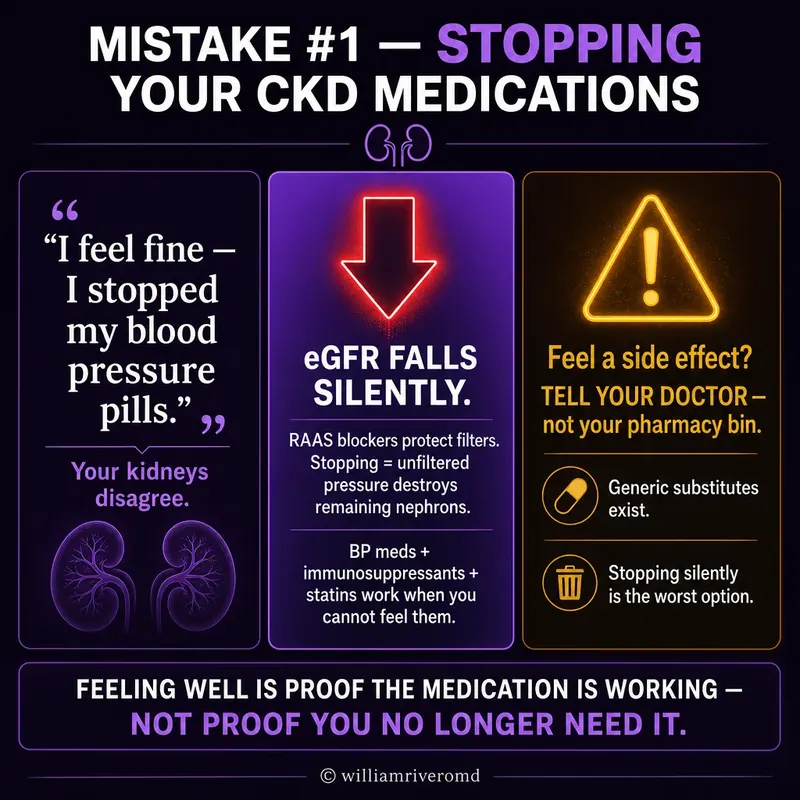 MISTAKE #1 — STOPPING
YOUR CKD MEDICATIONS
“
“I feel fine –
I stopped
my blood
pressure
pills.”
”
Your kidneys
disagree.
eGFR FALLS
SILENTLY.
RAAS blockers protect filters.
Stopping = unfiltered
pressure destroys
remaining nephrons.
BP meds +
immunosuppressants +
statins work when you
cannot feel them.
Feel a side effect?
TELL YOUR DOCTOR –
not your pharmacy bin.
Generic substitutes
exist.
Stopping silently
is the worst option.
FEELING WELL IS PROOF THE MEDICATION IS WORKING –
NOT PROOF YOU NO LONGER NEED IT.
© williamriveromd